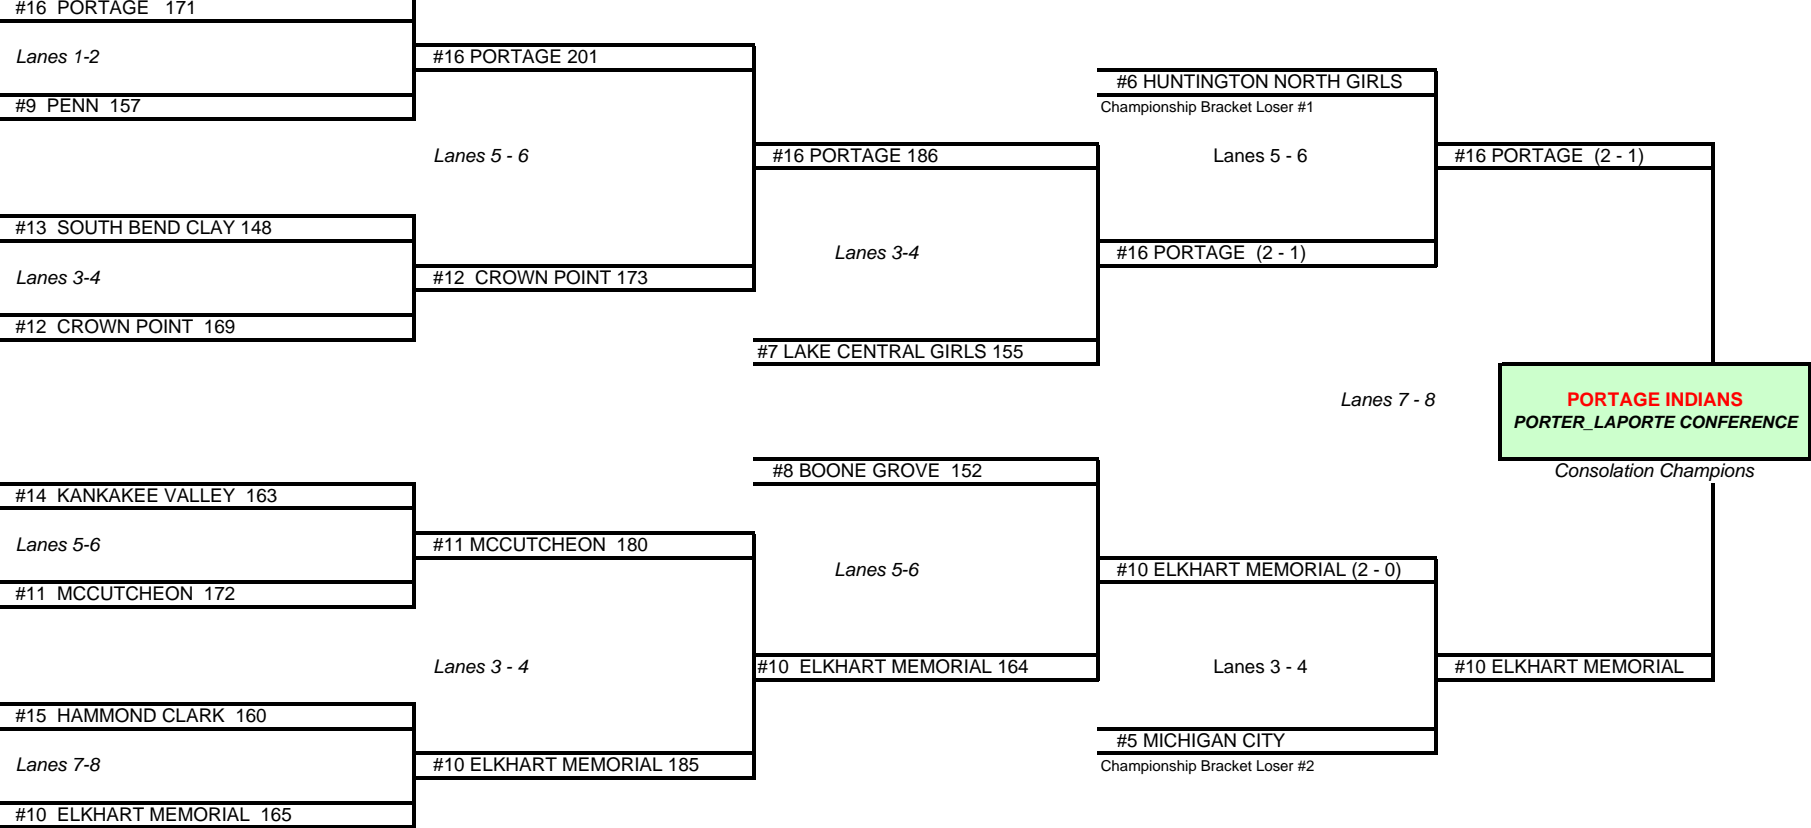 #16 PORTAGE 171
Lanes 1-2
#9 PENN 157
#13 SOUTH BEND CLAY 148
Lanes 3-4
#12 CROWN POINT 169
#14 KANKAKEE VALLEY 163
Lanes 5-6
#11 MCCUTCHEON 172
#15 HAMMOND CLARK 160
Lanes 7-8
#10 ELKHART MEMORIAL 165
#16 PORTAGE 201
Lanes 5 - 6
#12 CROWN POINT 173
#11 MCCUTCHEON 180
Lanes 3 - 4
#10 ELKHART MEMORIAL 185
#16 PORTAGE 186
Lanes 3-4
#7 LAKE CENTRAL GIRLS 155
#8 BOONE GROVE 152
Lanes 5-6
#10 ELKHART MEMORIAL 164
#6 HUNTINGTON NORTH GIRLS
Championship Bracket Loser #1
Lanes 5 - 6
#16 PORTAGE (2 - 1)
Lanes 7 - 8
#10 ELKHART MEMORIAL (2 - 0)
Lanes 3 - 4
#5 MICHIGAN CITY
Championship Bracket Loser #2
#16 PORTAGE (2 - 1)
PORTAGE INDIANS
PORTER_LAPORTE CONFERENCE
Consolation Champions
#10 ELKHART MEMORIAL